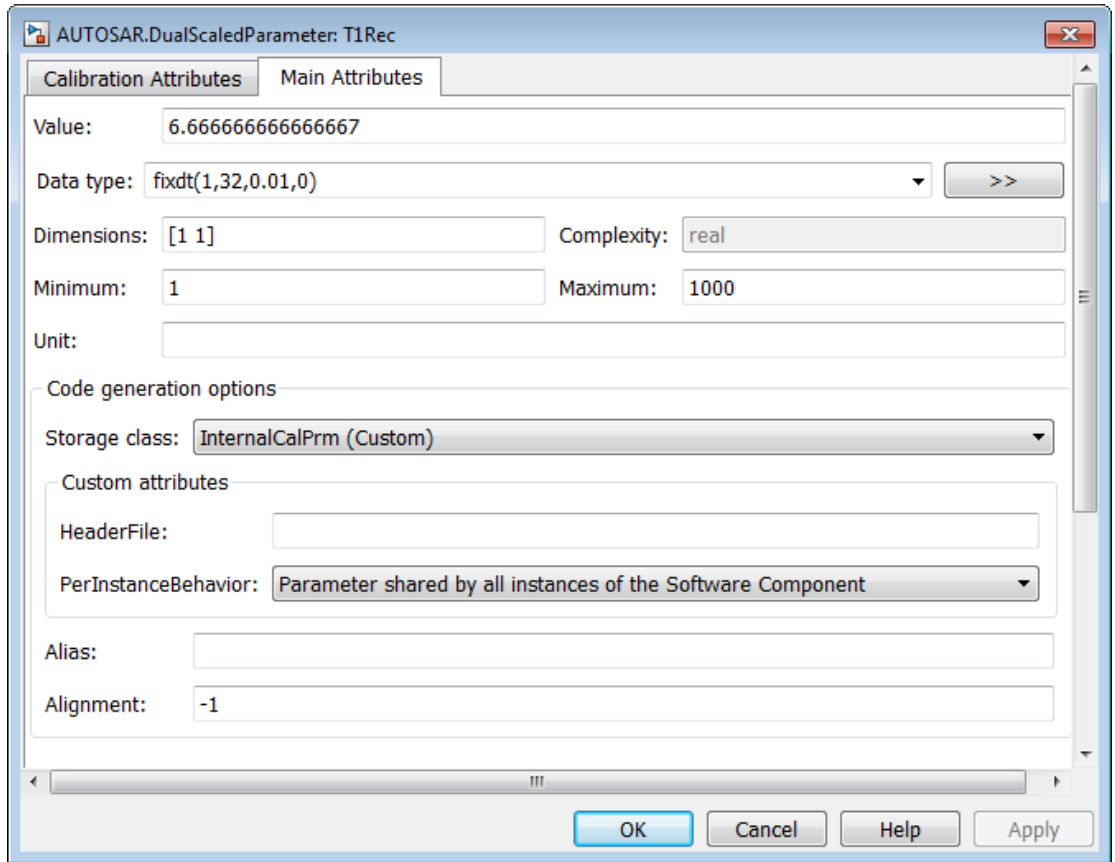 AUTOSAR.DualScaledParameter: T1Rec
Calibration Attributes Main Attributes
Value: 6.666666666666667
Data type: fixdt(1,32,0.01,0) >>
Dimensions: [1 1] Complexity: real
Minimum: 1 Maximum: 1000
Unit:
Code generation options
Storage class: InternalCalPrm (Custom)
Custom attributes
HeaderFile:
PerInstanceBehavior: Parameter shared by all instances of the Software Component
Alias:
Alignment: -1
OK Cancel Help Apply